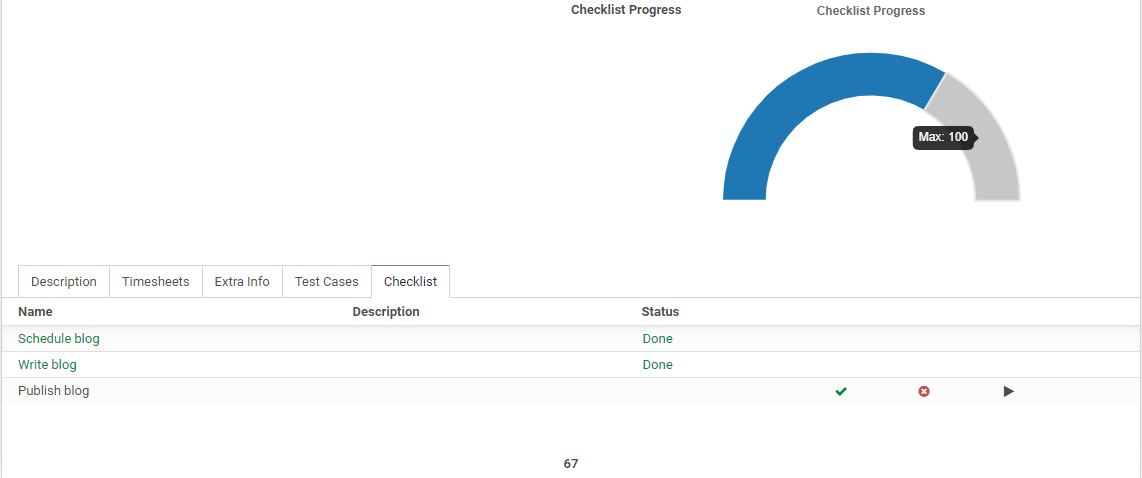 Checklist Progress
Checklist Progress
Max: 100
Description Timesheets Extra Info Test Cases Checklist
Name Description Status
Schedule blog Done
Write blog Done
Publish blog
67